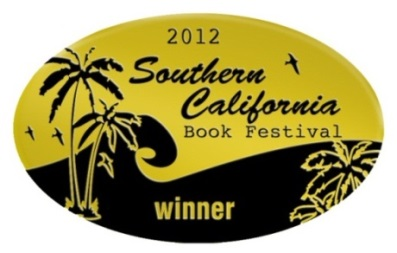 2012
Southern
California
Book Festival
winner